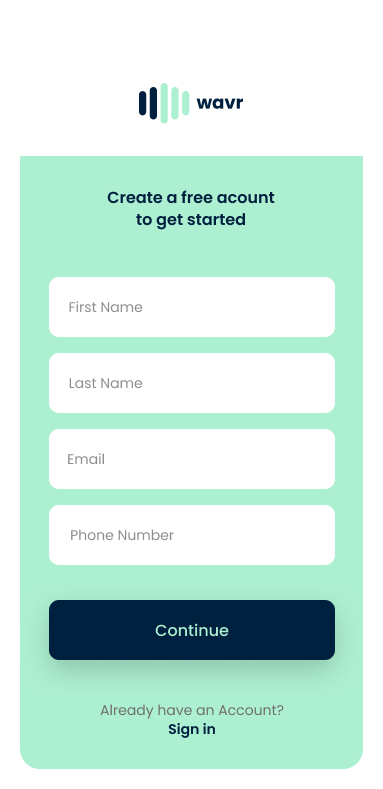 wavr
Create a free acount
to get started
First Name
Last Name
Email
Phone Number
Continue
Already have an Account?
Sign in